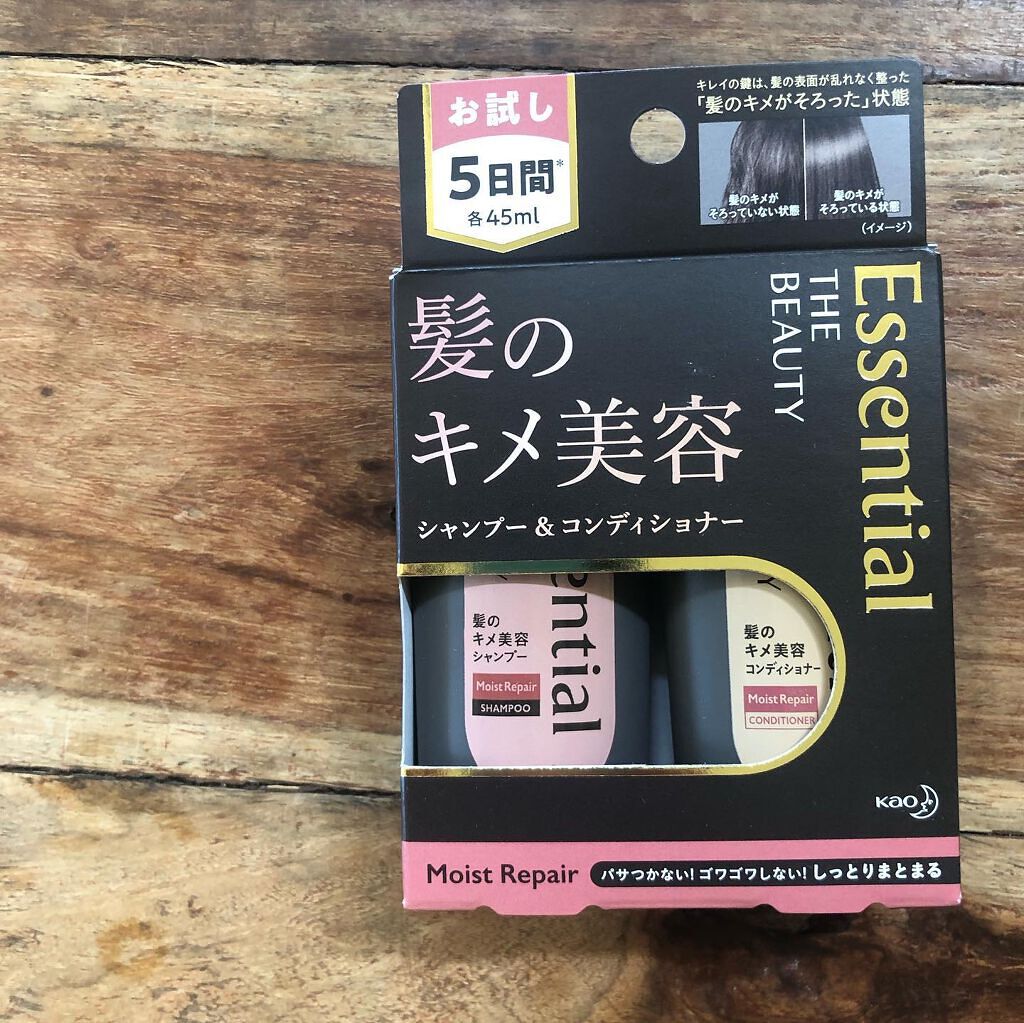 お試し
5日間*
各45ml
キレイの鍵は、髪の表面が乱れなく整った
「髪のキメがそろった」状態
髪のキメが
そろっていない状態
髪のキメが
そろっている状態
(イメージ)
Essential
THE
BEAUTY
髪の
キメ美容
シャンプー&コンディショナー
ential
髪の
キメ美容
シャンプー
Moist Repair
SHAMPOO
髪の
キメ美容
コンディショナー
Moist Repair
CONDITIONER
Kao
Moist Repair
パサつかない!ゴワゴワしない!しっとりまとまる